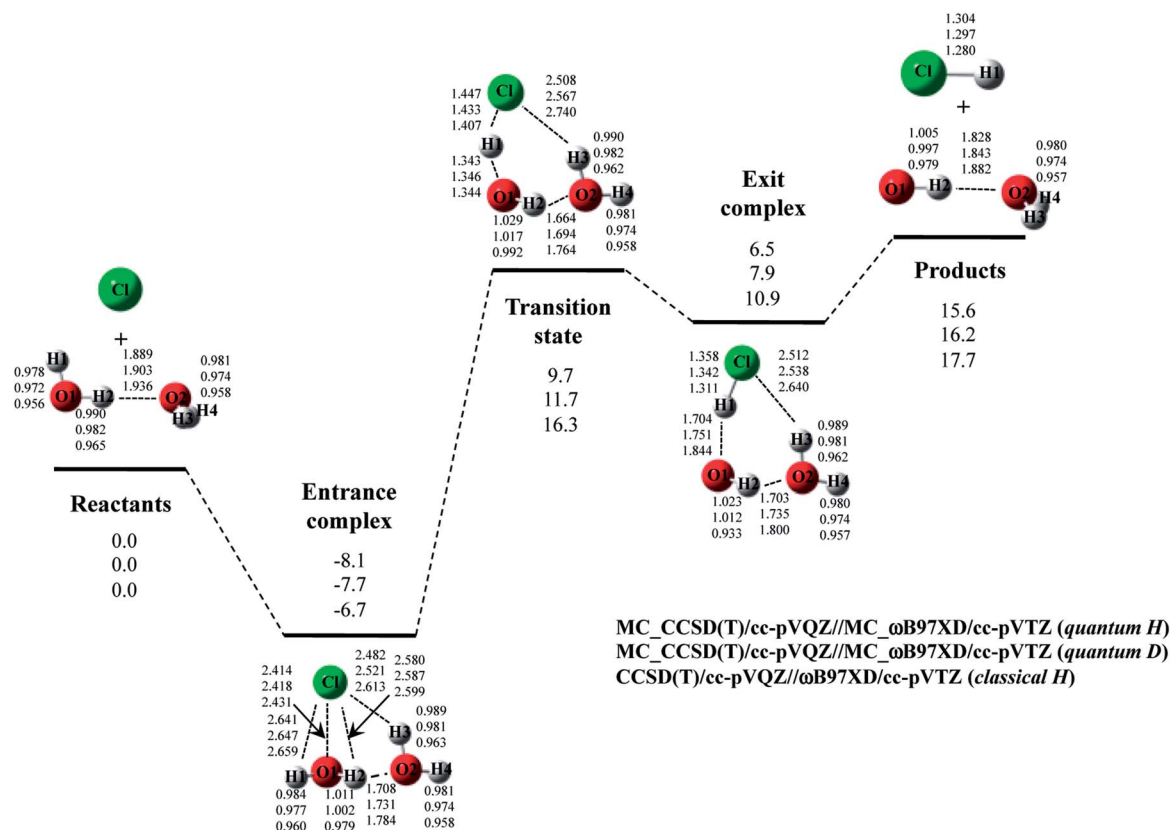 Cl
+
H1
0.978
0.972
0.956
O1
H2
0.990
0.982
0.965
1.889
1.903
1.936
O2
H3
H4
0.981
0.974
0.958
Reactants
0.0
0.0
0.0
Entrance
complex
-8.1
-7.7
-6.7
2.414
2.418
2.431
2.641
2.647
2.659
Cl
2.482
2.521
2.613
2.580
2.587
2.599
0.989
0.981
0.963
H3
H1
O1
H2
O2
H4
0.984
0.977
0.960
1.011
1.002
0.979
1.708
1.731
1.784
0.981
0.974
0.958
1.447
1.433
1.407
Cl
2.508
2.567
2.740
H1
1.343
1.346
1.344
H3
0.990
0.982
0.962
O1
H2
O2
H4
1.029
1.017
0.992
1.664
1.694
1.764
0.981
0.974
0.958
Transition
state
9.7
11.7
16.3
Exit
complex
6.5
7.9
10.9
1.358
1.342
1.311
Cl
2.512
2.538
2.640
H1
1.704
1.751
1.844
H3
0.989
0.981
0.962
O1
H2
O2
H4
1.023
1.012
0.933
1.703
1.735
1.800
0.980
0.974
0.957
1.304
1.297
1.280
Cl
H1
+
1.005
0.997
0.979
1.828
1.843
1.882
0.980
0.974
0.957
O1
H2
O2
H4
H3
Products
15.6
16.2
17.7
MC_CCSD(T)/cc-pVQZ//MC_ωB97XD/cc-pVTZ (quantum H)
MC_CCSD(T)/cc-pVQZ//MC_ωB97XD/cc-pVTZ (quantum D)
CCSD(T)/cc-pVQZ//ωB97XD/cc-pVTZ (classical H)